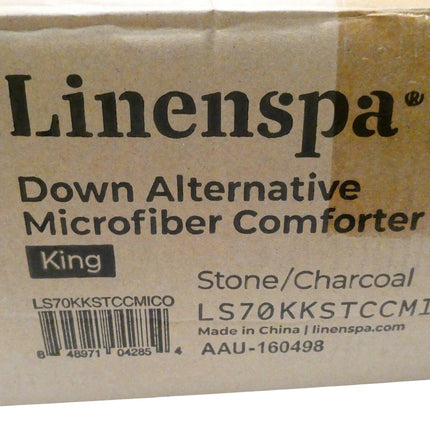 Linenspa®
Down Alternative
Microfiber Comforter
King
Stone/Charcoal
LS70KKSTCCMICO
LS70KKSTCCMI
Made in China | linenspa.com
8 48971 04285 4
AAU-160498